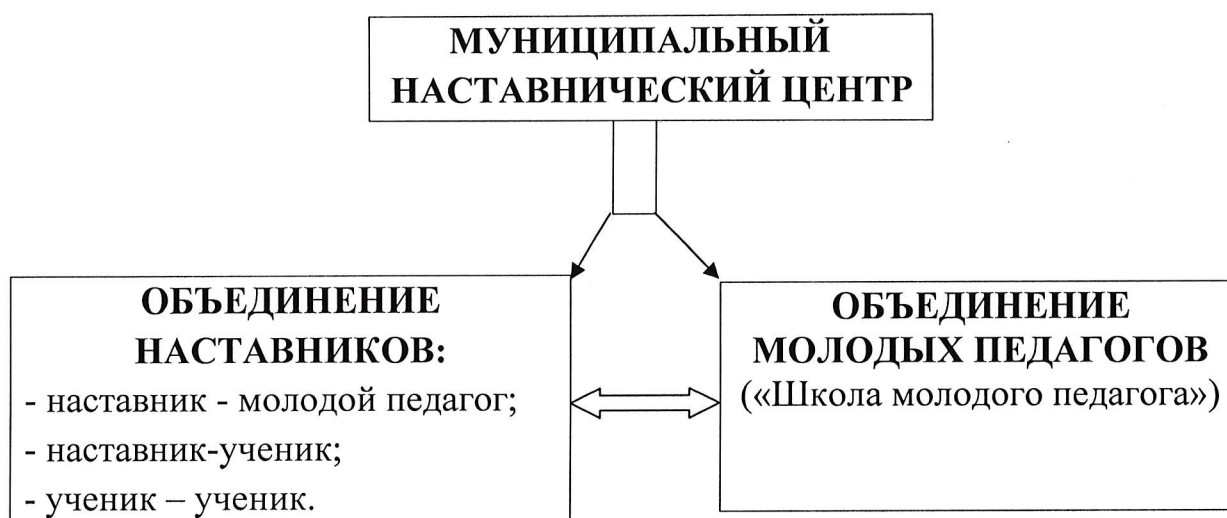 МУНИЦИПАЛЬНЫЙ
НАСТАВНИЧЕСКИЙ ЦЕНТР
ОБЪЕДИНЕНИЕ
НАСТАВНИКОВ:
- наставник - молодой педагог;
- наставник-ученик;
- ученик – ученик.
ОБЪЕДИНЕНИЕ
МОЛОДЫХ ПЕДАГОГОВ
(«Школа молодого педагога»)